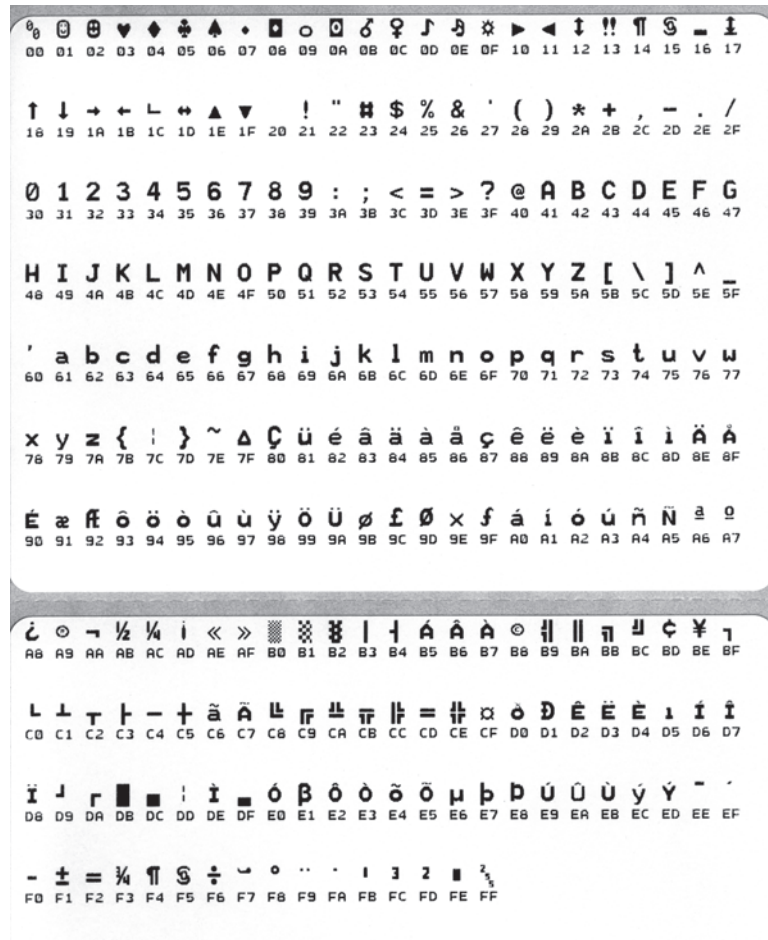 ⁰₀ ☺ ☻ ♥ ♦ ♣ ♠ • ◘ ○ ◙ ♂ ♀ ♪ ♫ ☼ ► ◄ ↕ ‼ ¶ § ▬ ↨
00 01 02 03 04 05 06 07 08 09 0A 0B 0C 0D 0E 0F 10 11 12 13 14 15 16 17
↑ ↓ → ← ∟ ↔ ▲ ▼ ! " # $ % & ' ( ) * + , - . /
18 19 1A 1B 1C 1D 1E 1F 20 21 22 23 24 25 26 27 28 29 2A 2B 2C 2D 2E 2F
0 1 2 3 4 5 6 7 8 9 : ; < = > ? @ A B C D E F G
30 31 32 33 34 35 36 37 38 39 3A 3B 3C 3D 3E 3F 40 41 42 43 44 45 46 47
H I J K L M N O P Q R S T U V W X Y Z [ \ ] ^ _
48 49 4A 4B 4C 4D 4E 4F 50 51 52 53 54 55 56 57 58 59 5A 5B 5C 5D 5E 5F
' a b c d e f g h i j k l m n o p q r s t u v w
60 61 62 63 64 65 66 67 68 69 6A 6B 6C 6D 6E 6F 70 71 72 73 74 75 76 77
x y z { ¦ } ~ ∆ Ç ü é â ä à å ç ê ë è ï î ì Ä Å
78 79 7A 7B 7C 7D 7E 7F 80 81 82 83 84 85 86 87 88 89 8A 8B 8C 8D 8E 8F
É æ Æ ô ö ò û ù ÿ Ö Ü ø £ Ø × ƒ á í ó ú ñ Ñ ª º
90 91 92 93 94 95 96 97 98 99 9A 9B 9C 9D 9E 9F A0 A1 A2 A3 A4 A5 A6 A7
¿ ⊙ ¬ ½ ¼ ¡ « » ░ ▒ ▓ │ ┤ Á Â À © ╣ ║ ╗ ╝ ¢ ¥ ┐
A8 A9 AA AB AC AD AE AF B0 B1 B2 B3 B4 B5 B6 B7 B8 B9 BA BB BC BD BE BF
└ ┴ ┬ ├ ─ ┼ ã Ã ╚ ╔ ╩ ╦ ╠ = ╬ ¤ ð Ð Ê Ë È ı Í Î
C0 C1 C2 C3 C4 C5 C6 C7 C8 C9 CA CB CC CD CE CF D0 D1 D2 D3 D4 D5 D6 D7
Ï ┘ ┌ █ ▄ ¦ Ì ▬ Ó β Ô Ò õ Õ µ þ Þ Ú Û Ù ý Ý ¯ ´
D8 D9 DA DB DC DD DE DF E0 E1 E2 E3 E4 E5 E6 E7 E8 E9 EA EB EC ED EE EF
- ± = ¾ ¶ § ÷ ¸ ° ¨ · ı 3 2 ■ ²₅₅
F0 F1 F2 F3 F4 F5 F6 F7 F8 F9 FA FB FC FD FE FF